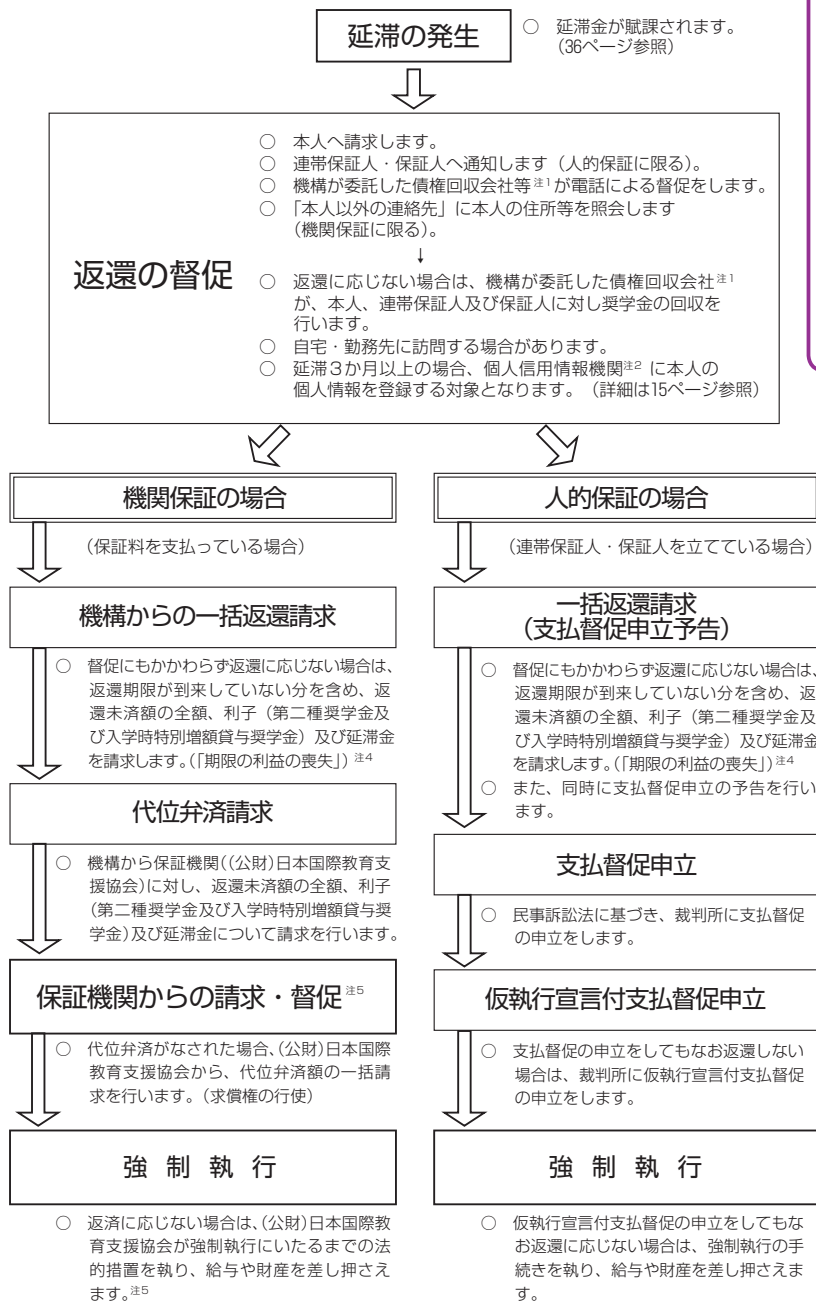 延滞の発生
○ 延滞金が賦課されます。
(36ページ参照)
返還の督促
○ 本人へ請求します。
○ 連帯保証人・保証人へ通知します（人的保証に限る）。
○ 機構が委託した債権回収会社等注1が電話による督促をします。
○ 「本人以外の連絡先」に本人の住所等を照会します
(機関保証に限る)。
↓
○ 返還に応じない場合は、機構が委託した債権回収会社注1
が、本人、連帯保証人及び保証人に対し奨学金の回収を
行います。
○ 自宅・勤務先に訪問する場合があります。
○ 延滞３か月以上の場合、個人信用情報機関注2 に本人の
個人情報を登録する対象となります。（詳細は15ページ参照）
機関保証の場合
（保証料を支払っている場合）
機構からの一括返還請求
○ 督促にもかかわらず返還に応じない場合は、
返還期限が到来していない分を含め、返
還未済額の全額、利子（第二種奨学金及
び入学時特別増額貸与奨学金）及び延滞金
を請求します。（「期限の利益の喪失」）注4
代位弁済請求
○ 機構から保証機関((公財)日本国際教育支
援協会)に対し、返還未済額の全額、利子
（第二種奨学金及び入学時特別増額貸与奨
学金）及び延滞金について請求を行います。
保証機関からの請求・督促注5
○ 代位弁済がなされた場合、(公財)日本国際
教育支援協会から、代位弁済額の一括請
求を行います。（求償権の行使）
強 制 執 行
○ 返済に応じない場合は、(公財)日本国際教
育支援協会が強制執行にいたるまでの法
的措置を執り、給与や財産を差し押さえ
ます。注5
人的保証の場合
（連帯保証人・保証人を立てている場合）
一括返還請求
（支払督促申立予告）
○ 督促にもかかわらず返還に応じない場合は、
返還期限が到来していない分を含め、返
還未済額の全額、利子（第二種奨学金及
び入学時特別増額貸与奨学金）及び延滞金
を請求します。（「期限の利益の喪失」）注4
○ また、同時に支払督促申立の予告を行い
ます。
支払督促申立
○ 民事訴訟法に基づき、裁判所に支払督促
の申立をします。
仮執行宣言付支払督促申立
○ 支払督促の申立をしてもなお返還しない
場合は、裁判所に仮執行宣言付支払督促
の申立をします。
強 制 執 行
○ 仮執行宣言付支払督促の申立をしてもな
お返還に応じない場合は、強制執行の手
続きを執り、給与や財産を差し押さえま
す。